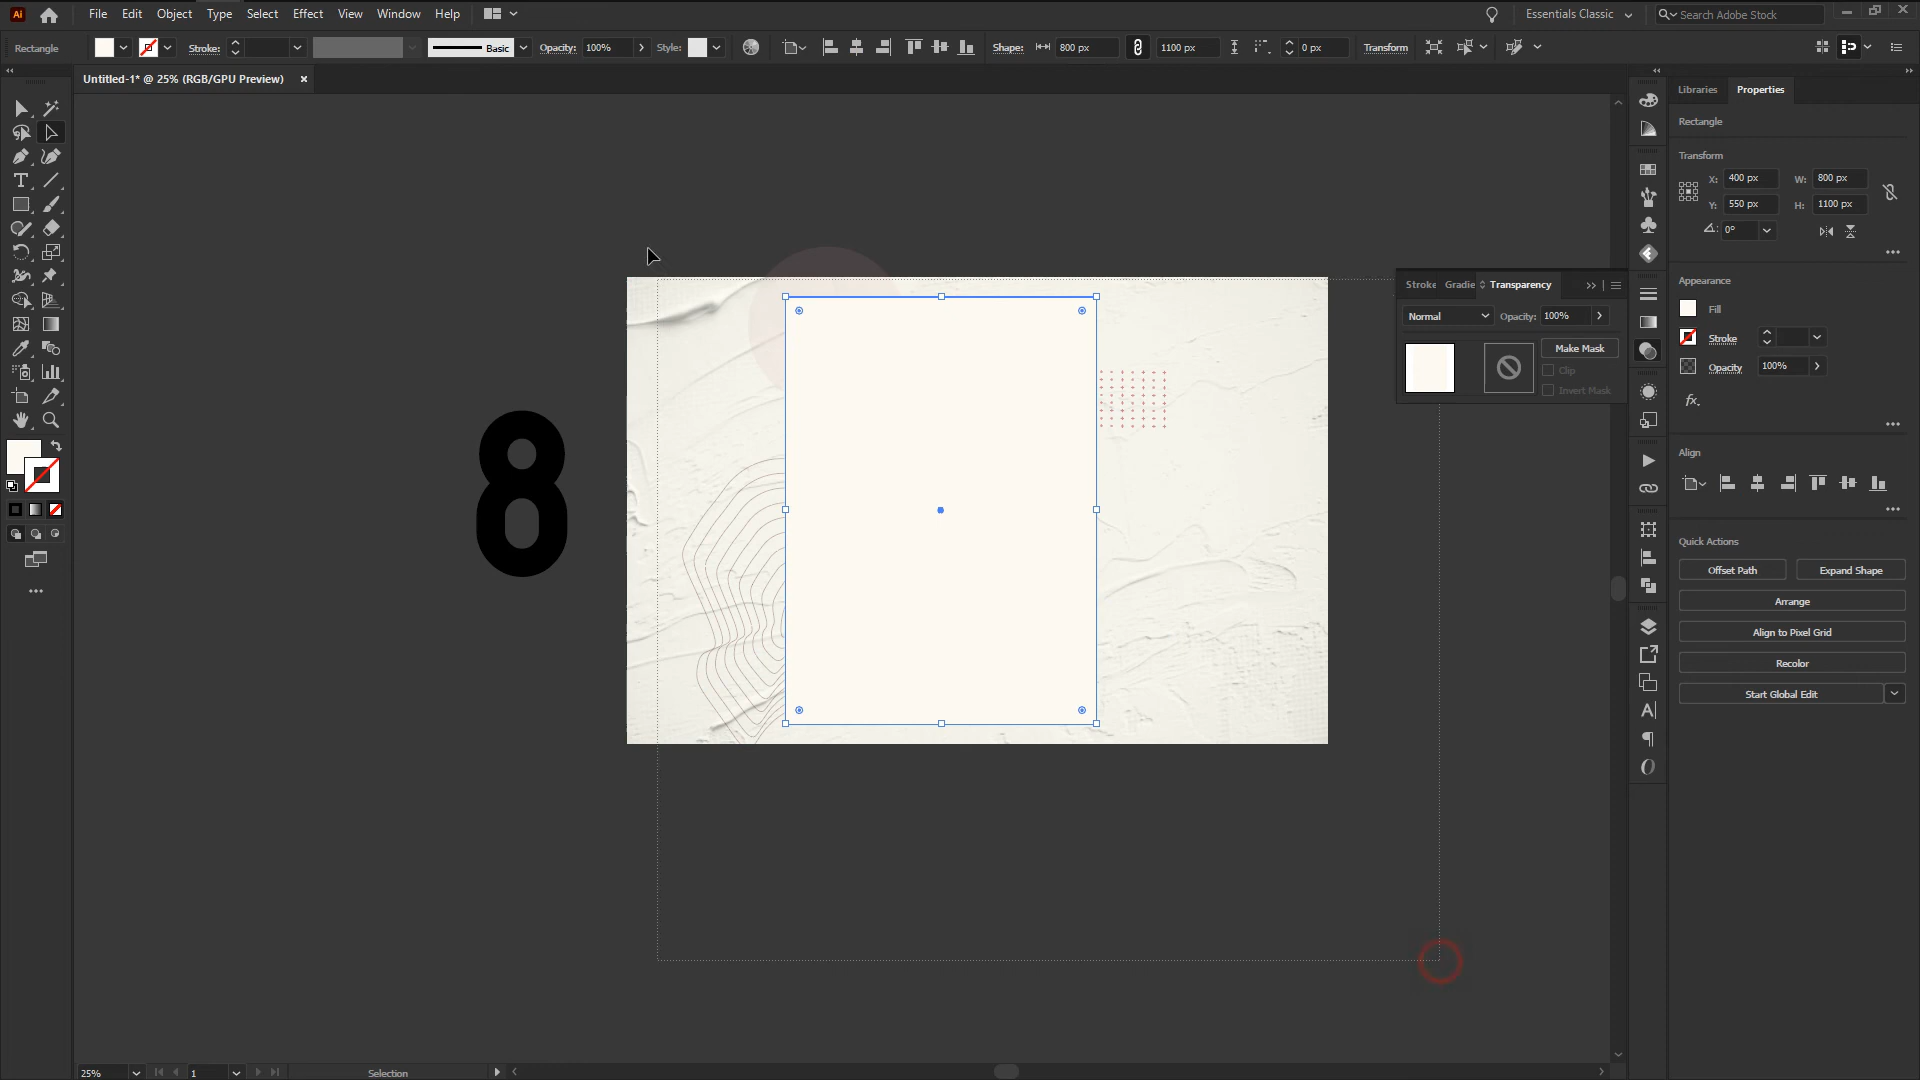 Ai File Edit Object Type Select Effect View Window Help Essentials Classic Search Adobe Stock
Rectangle Stroke: Basic Opacity: 100% Style: Shape: 800 px 1100 px 0 px Transform
Untitled-1* @ 25% (RGB/GPU Preview)
Libraries Properties
Rectangle
Transform
X: 400 px W: 800 px
Y: 550 px H: 1100 px
0°
Appearance
Fill
Stroke
Opacity 100%
fx.
Align
Quick Actions
Offset Path Expand Shape
Arrange
Align to Pixel Grid
Recolor
Start Global Edit
Stroke Gradie Transparency
Normal Opacity: 100%
Make Mask
Clip
Invert Mask
8
25% 1 Selection